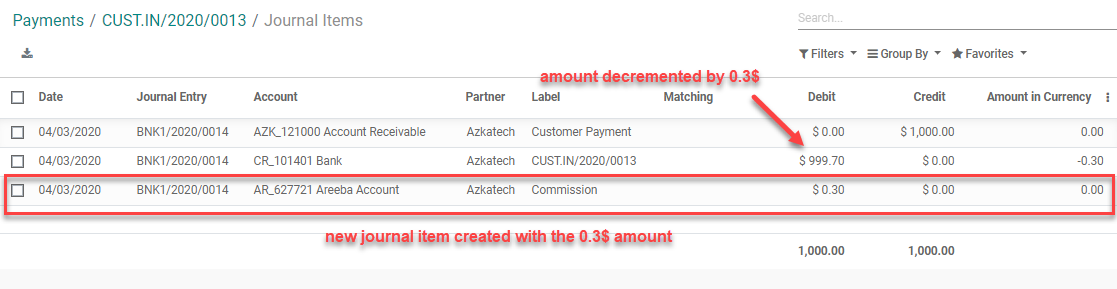 Payments / CUST.IN/2020/0013 / Journal Items
Search...
Filters Group By Favorites
amount decremented by 0.3$
Date Journal Entry Account Partner Label Matching Debit Credit Amount in Currency
04/03/2020 BNK1/2020/0014 AZK_121000 Account Receivable Azkatech Customer Payment $ 0.00 $ 1,000.00 0.00
04/03/2020 BNK1/2020/0014 CR_101401 Bank Azkatech CUST.IN/2020/0013 $ 999.70 $ 0.00 -0.30
04/03/2020 BNK1/2020/0014 AR_627721 Areeba Account Azkatech Commission $ 0.30 $ 0.00 0.00
new journal item created with the 0.3$ amount
1,000.00 1,000.00